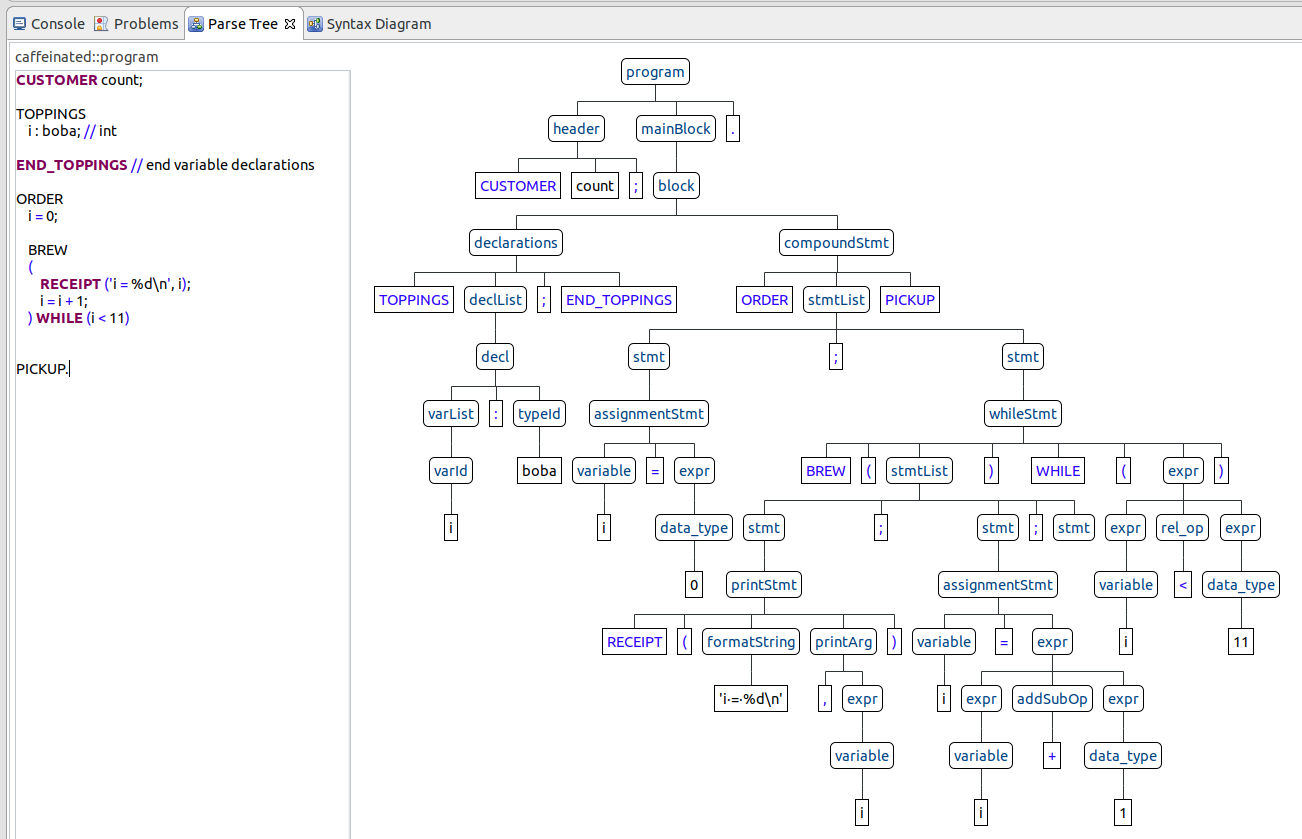 Console Problems Parse Tree Syntax Diagram
caffeinated::program
CUSTOMER count;
TOPPINGS
i : boba; // int
END_TOPPINGS // end variable declarations
ORDER
i = 0;
BREW
(
RECEIPT ('i = %d\n', i);
i = i + 1;
) WHILE (i < 11)
PICKUP.
program
header mainBlock .
CUSTOMER count ; block
declarations compoundStmt
TOPPINGS declList ; END_TOPPINGS ORDER stmtList PICKUP
decl stmt ; stmt
varList : typeId assignmentStmt whileStmt
varId boba variable = expr BREW ( stmtList ) WHILE ( expr )
i i data_type stmt ; stmt ; stmt expr rel_op expr
0 printStmt assignmentStmt variable < data_type
RECEIPT ( formatString printArg ) variable = expr i 11
'i·=·%d\n' , expr i expr addSubOp expr
variable variable + data_type
i i 1